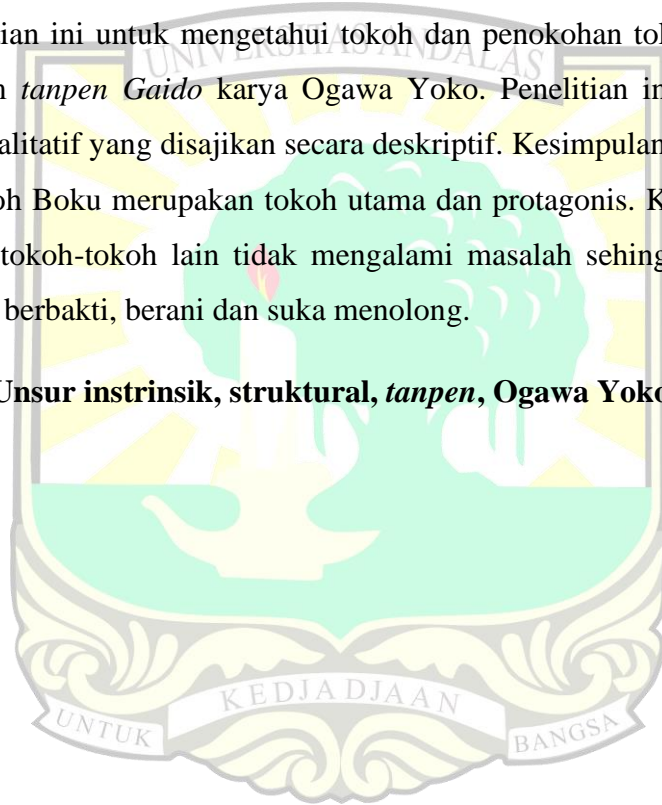 tian ini untuk mengetahui tokoh dan penokohan tol
UNIVERSITAS ANDALAS
n tanpen Gaido karya Ogawa Yoko. Penelitian in
alitatif yang disajikan secara deskriptif. Kesimpulan
oh Boku merupakan tokoh utama dan protagonis. K
tokoh-tokoh lain tidak mengalami masalah sehing
berbakti, berani dan suka menolong.
Unsur instrinsik, struktural, tanpen, Ogawa Yoko
KEDJADJAAN
UNTUK
BANGSA